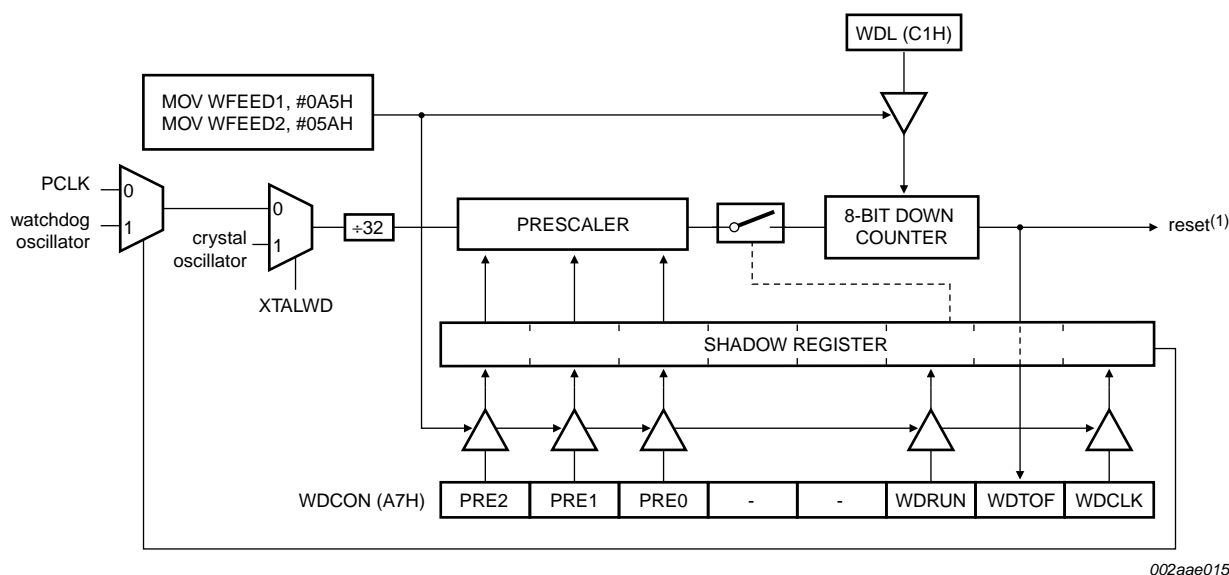 WDL (C1H)
MOV WFEED1, #0A5H
MOV WFEED2, #05AH
PCLK
0
watchdog
oscillator
1
0
crystal
oscillator
1
XTALWD
÷32
PRESCALER
8-BIT DOWN
COUNTER
reset(1)
SHADOW REGISTER
WDCON (A7H)
PRE2
PRE1
PRE0
-
-
WDRUN
WDTOF
WDCLK
002aae015